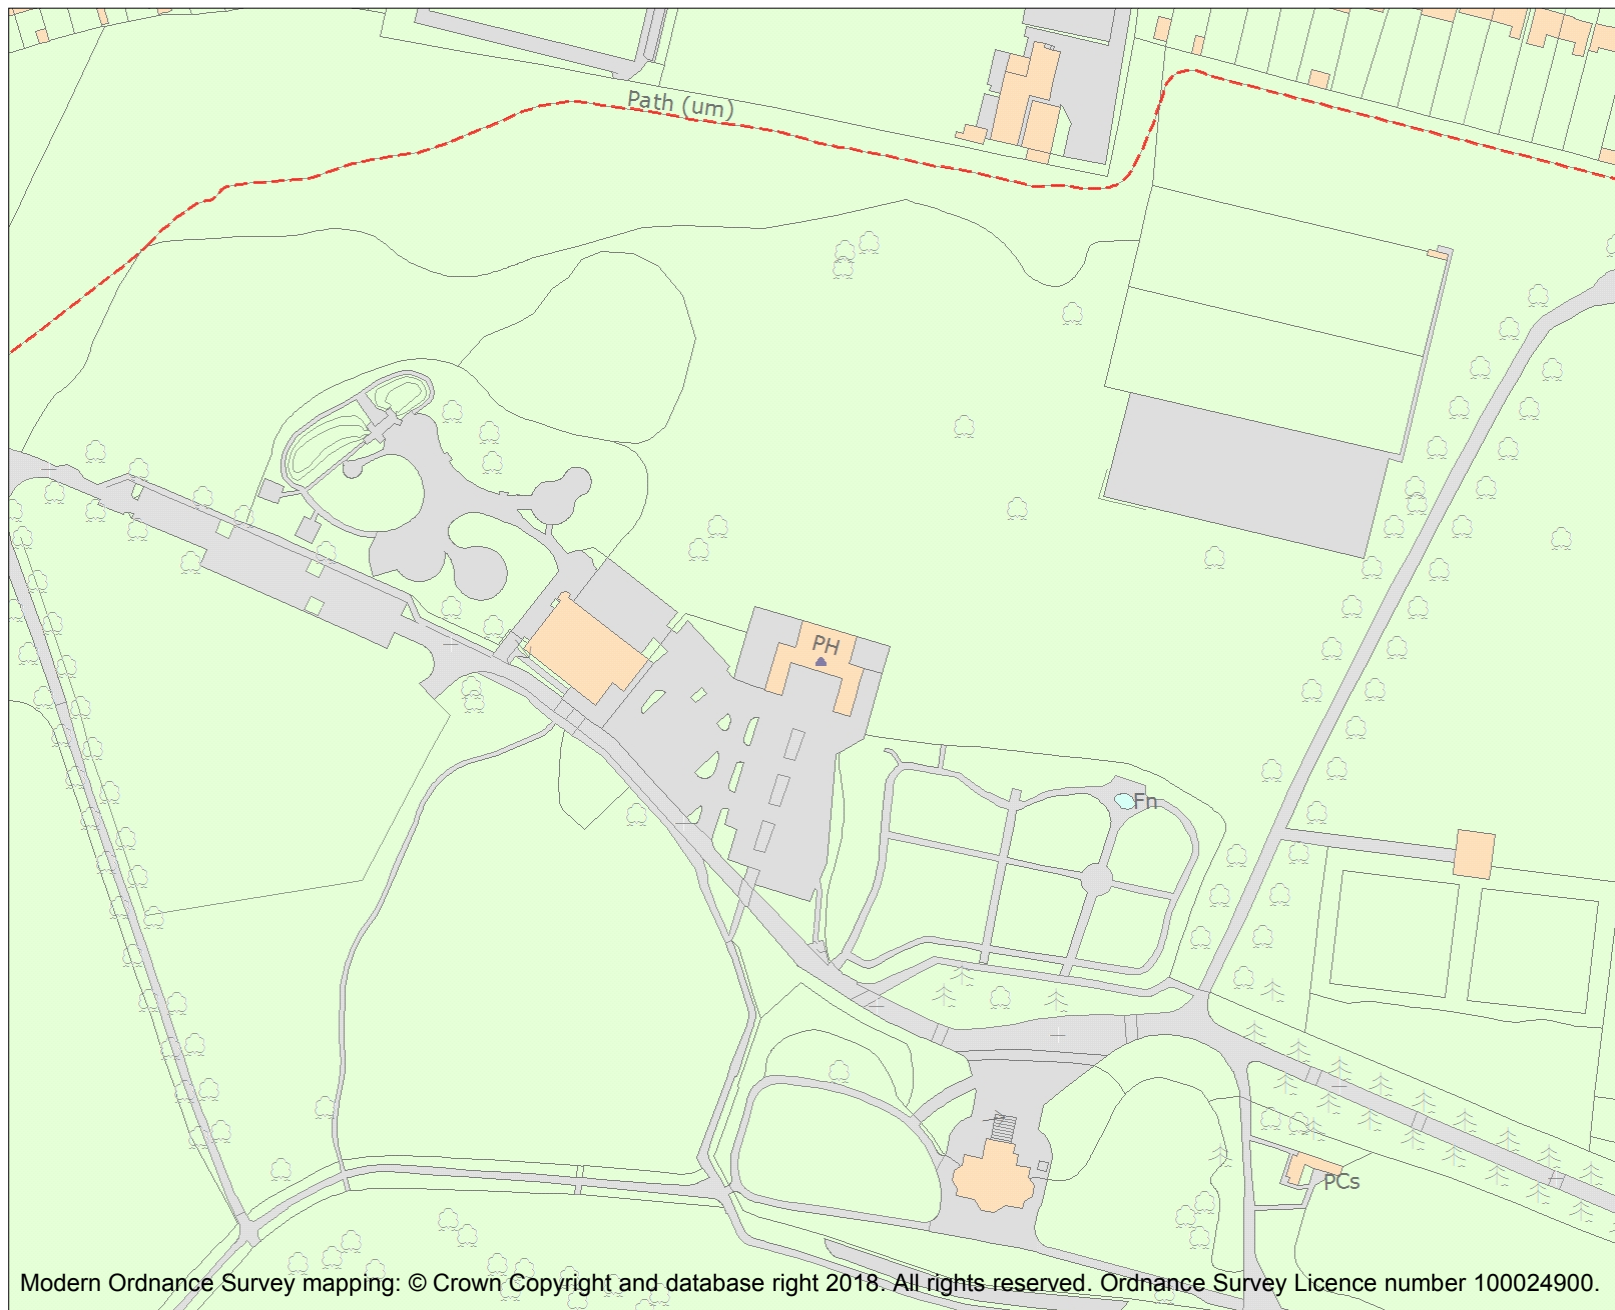 Path (um)
PH
Fn
PCs
Modern Ordnance Survey mapping: © Crown Copyright and database right 2018. All rights reserved. Ordnance Survey Licence number 100024900.